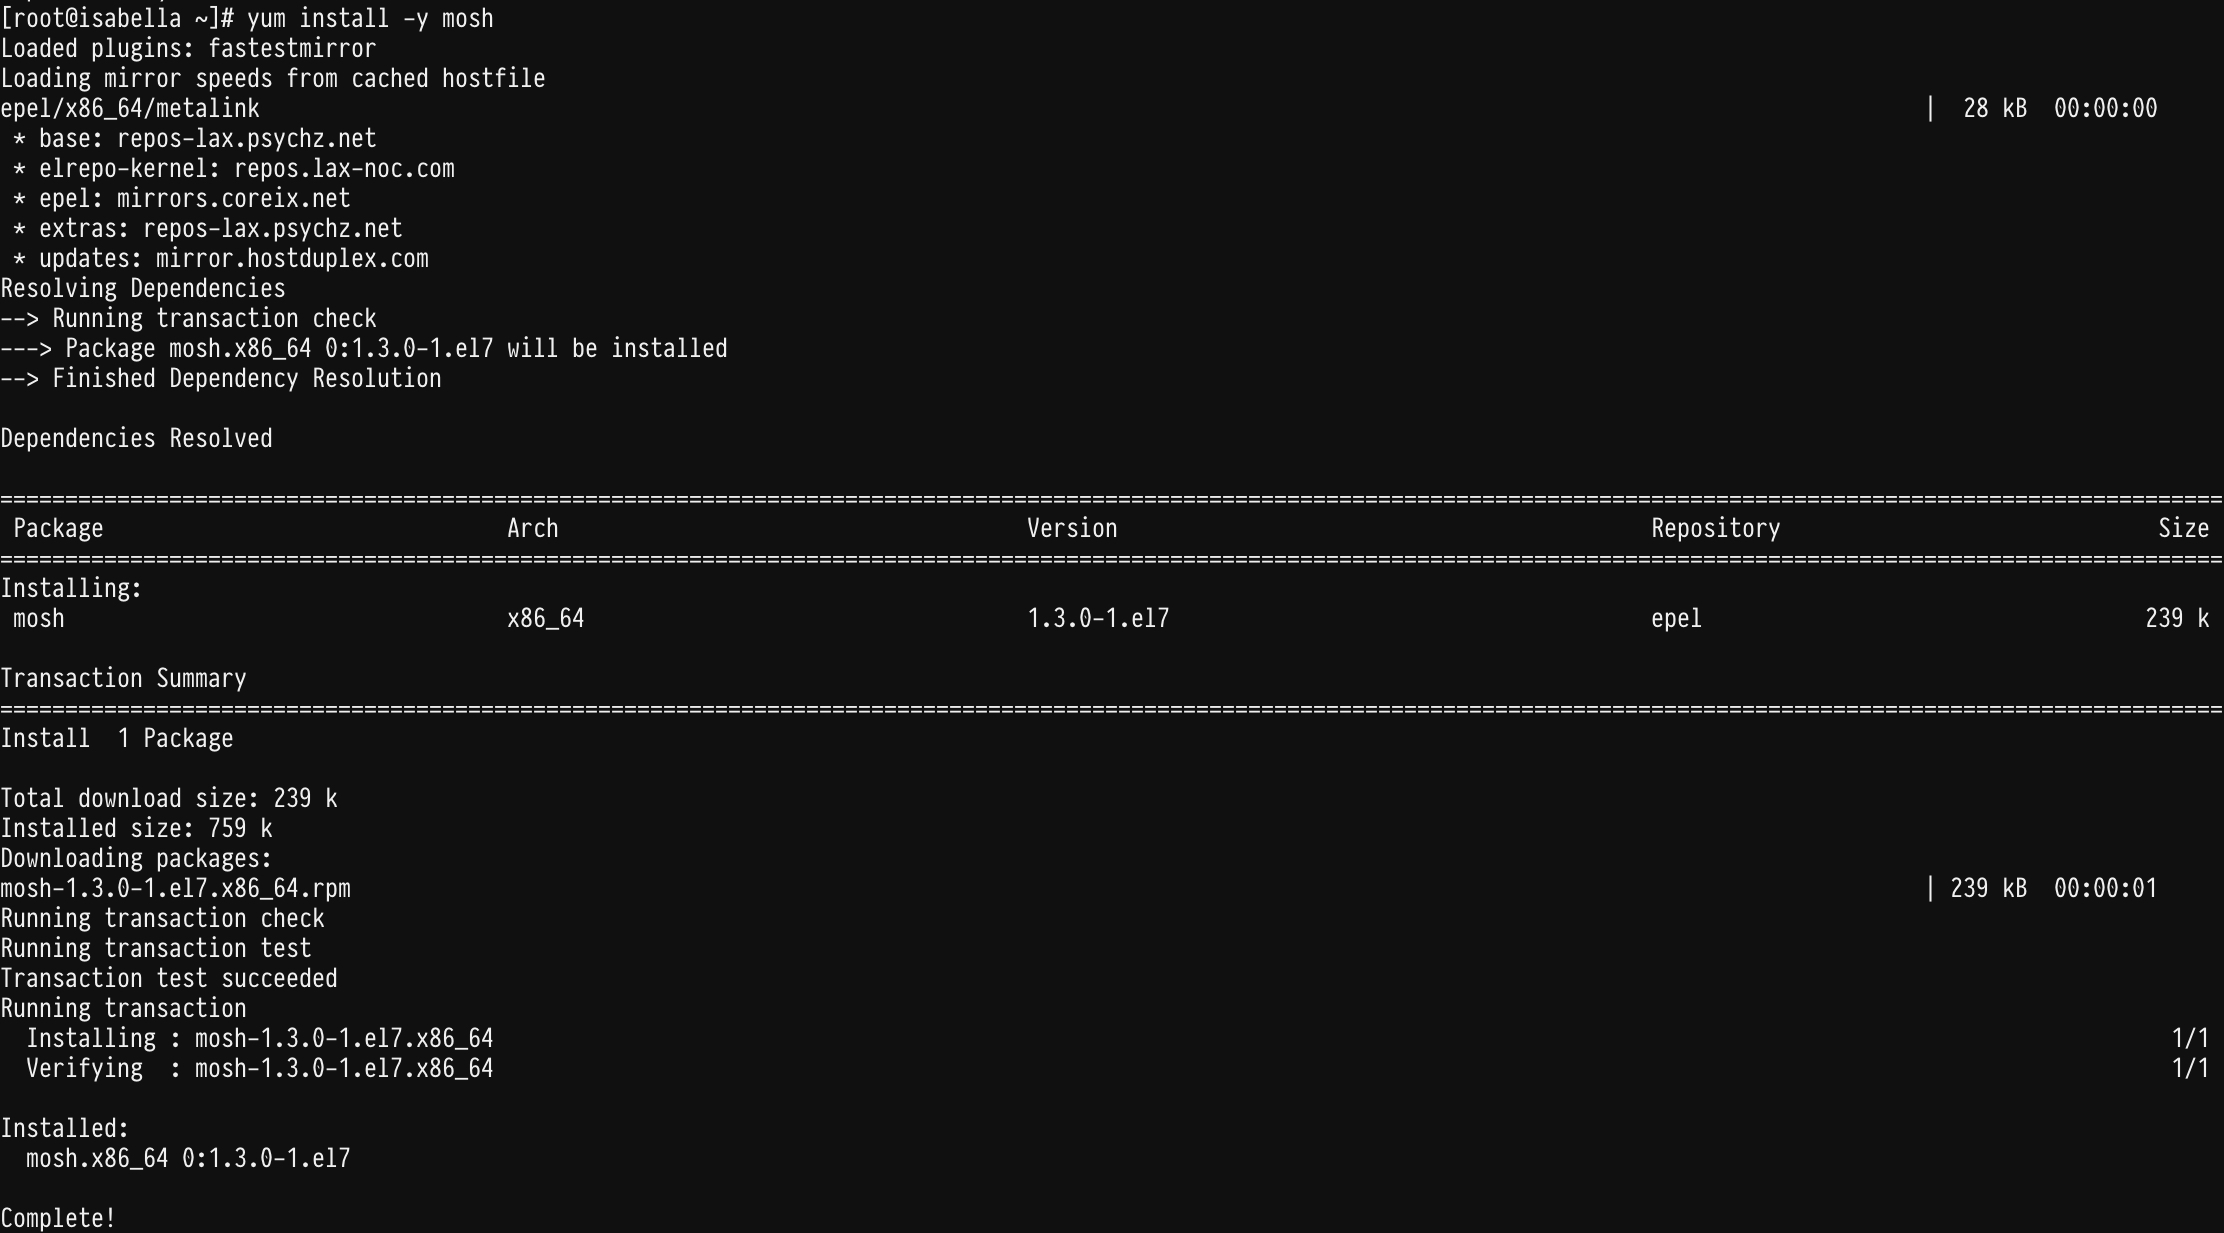 [root@isabella ~]# yum install -y mosh
Loaded plugins: fastestmirror
Loading mirror speeds from cached hostfile
epel/x86_64/metalink | 28 kB 00:00:00
* base: repos-lax.psychz.net
* elrepo-kernel: repos.lax-noc.com
* epel: mirrors.coreix.net
* extras: repos-lax.psychz.net
* updates: mirror.hostduplex.com
Resolving Dependencies
--> Running transaction check
---> Package mosh.x86_64 0:1.3.0-1.el7 will be installed
--> Finished Dependency Resolution
Dependencies Resolved
================================================================================
Package Arch Version Repository Size
================================================================================
Installing:
mosh x86_64 1.3.0-1.el7 epel 239 k
Transaction Summary
================================================================================
Install 1 Package
Total download size: 239 k
Installed size: 759 k
Downloading packages:
mosh-1.3.0-1.el7.x86_64.rpm | 239 kB 00:00:01
Running transaction check
Running transaction test
Transaction test succeeded
Running transaction
Installing : mosh-1.3.0-1.el7.x86_64 1/1
Verifying : mosh-1.3.0-1.el7.x86_64 1/1
Installed:
mosh.x86_64 0:1.3.0-1.el7
Complete!